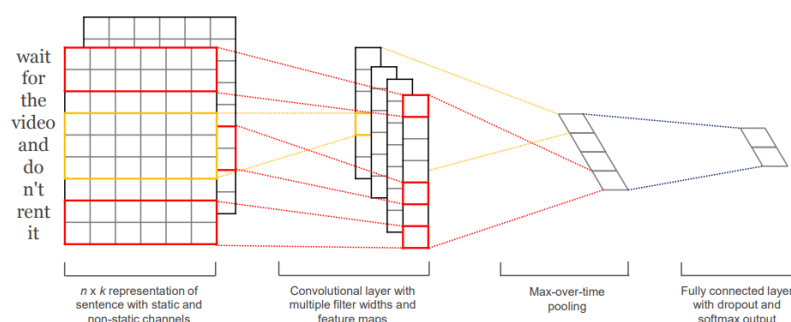 wait
for
the
video
and
do
n't
rent
it
n x k representation of
sentence with static and
non-static channels
Convolutional layer with
multiple filter widths and
feature maps
Max-over-time
pooling
Fully connected layer
with dropout and
softmax output